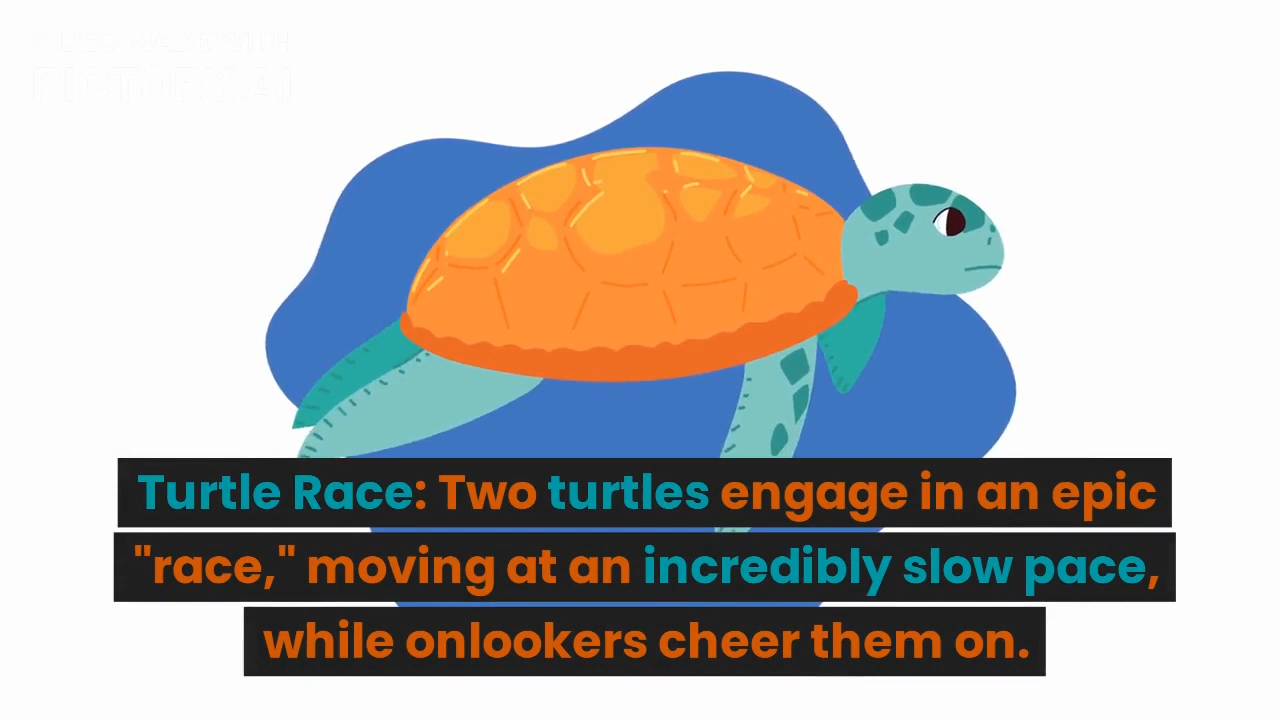 Turtle Race: Two turtles engage in an epic
"race," moving at an incredibly slow pace,
while onlookers cheer them on.